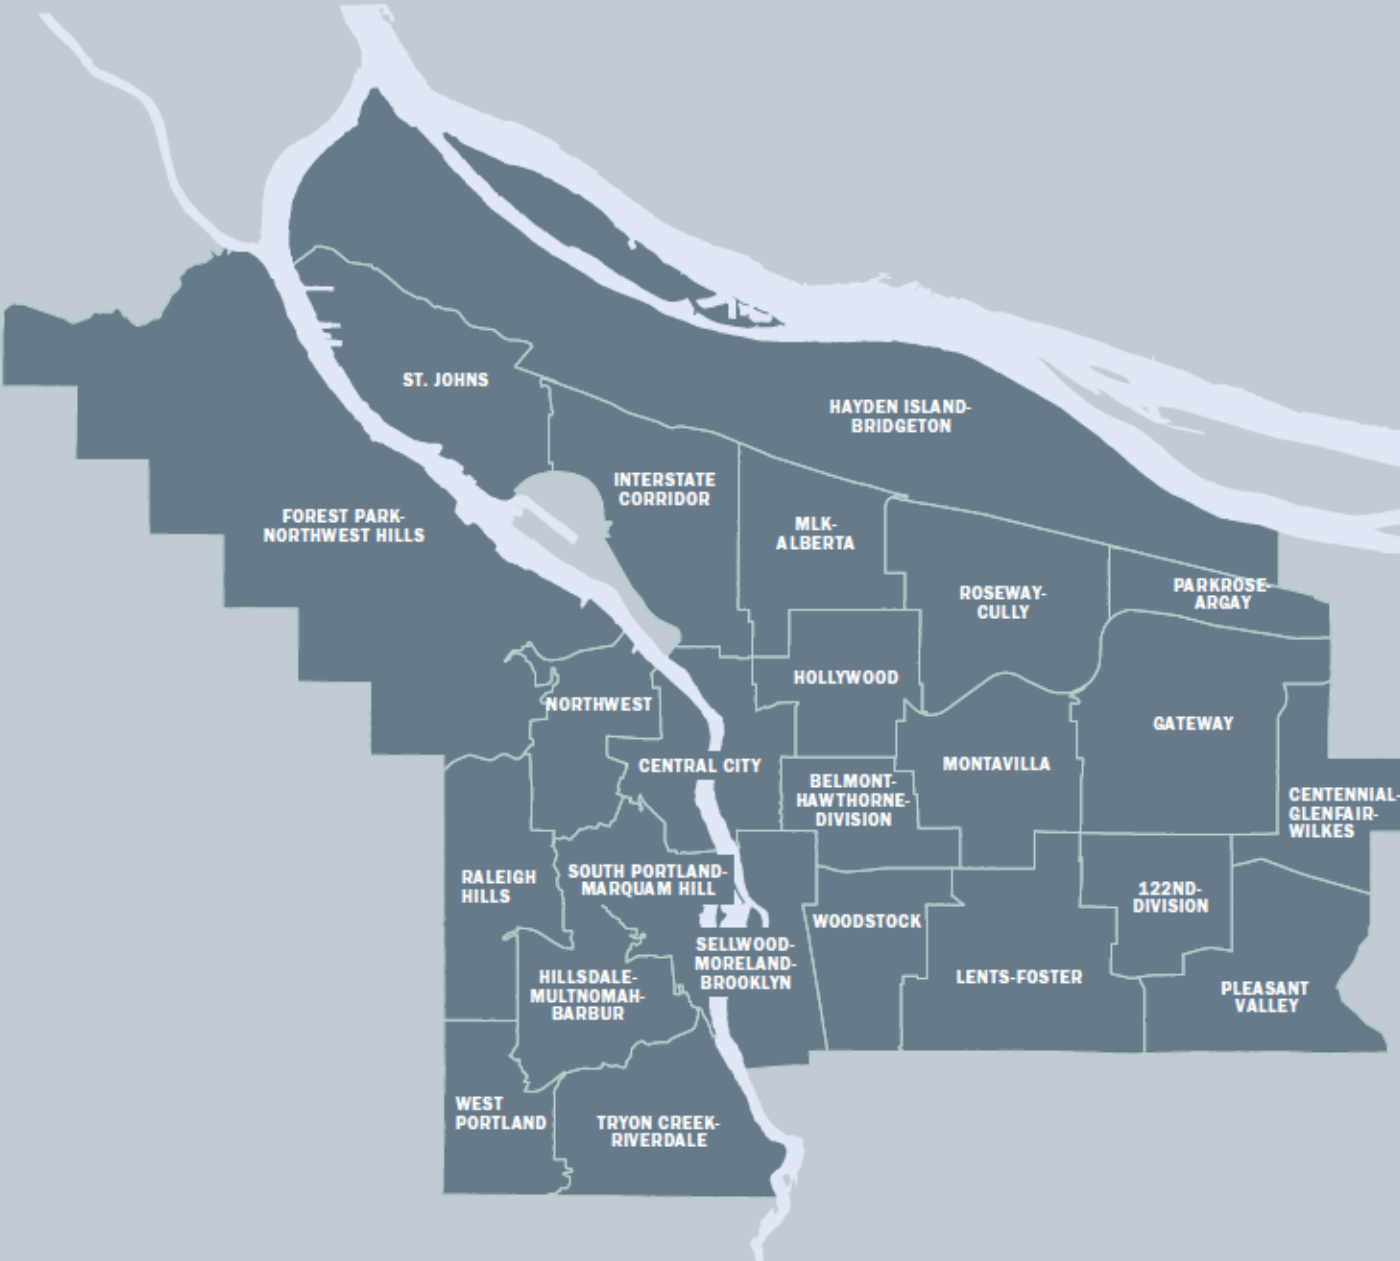 ST. JOHNS
HAYDEN ISLAND-
BRIDGETON
INTERSTATE
CORRIDOR
FOREST PARK-
NORTHWEST HILLS
MLK-
ALBERTA
ROSEWAY-
CULLY
PARKROSE-
ARGAY
HOLLYWOOD
NORTHWEST
GATEWAY
CENTRAL CITY
MONTAVILLA
BELMONT-
HAWTHORNE-
DIVISION
CENTENNIAL-
GLENFAIR-
WILKES
RALEIGH
HILLS
SOUTH PORTLAND-
MARQUAM HILL
122ND-
DIVISION
WOODSTOCK
SELLWOOD-
MORELAND-
BROOKLYN
HILLSDALE-
MULTNOMAH-
BARBUR
LENTS-FOSTER
PLEASANT
VALLEY
WEST
PORTLAND
TRYON CREEK-
RIVERDALE